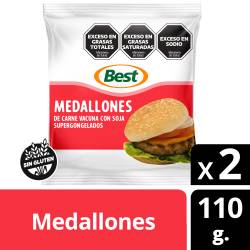 EXCESO EN
GRASAS
TOTALES
EXCESO EN
GRASAS
SATURADAS
EXCESO EN
SODIO
Best
MEDALLONES
DE CARNE VACUNA CON SOJA
SUPERCONGELADOS
SIN GLUTEN
x2
110
g.
Medallones